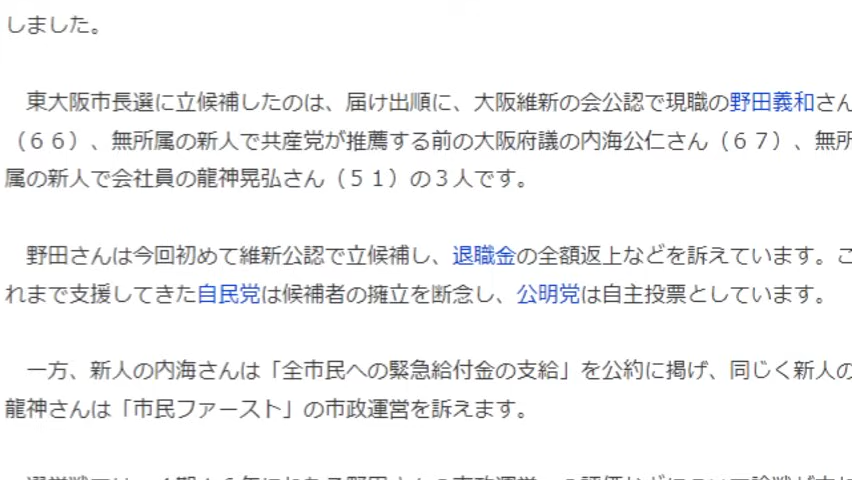 しました。
東大阪市長選に立候補したのは、届け出順に、大阪維新の会公認で現職の野田義和さん
（６６）、無所属の新人で共産党が推薦する前の大阪府議の内海公仁さん（６７）、無所
属の新人で会社員の龍神晃弘さん（５１）の３人です。
野田さんは今回初めて維新公認で立候補し、退職金の全額返上などを訴えています。こ
れまで支援してきた自民党は候補者の擁立を断念し、公明党は自主投票としています。
一方、新人の内海さんは「全市民への緊急給付金の支給」を公約に掲げ、同じく新人の
龍神さんは「市民ファースト」の市政運営を訴えます。